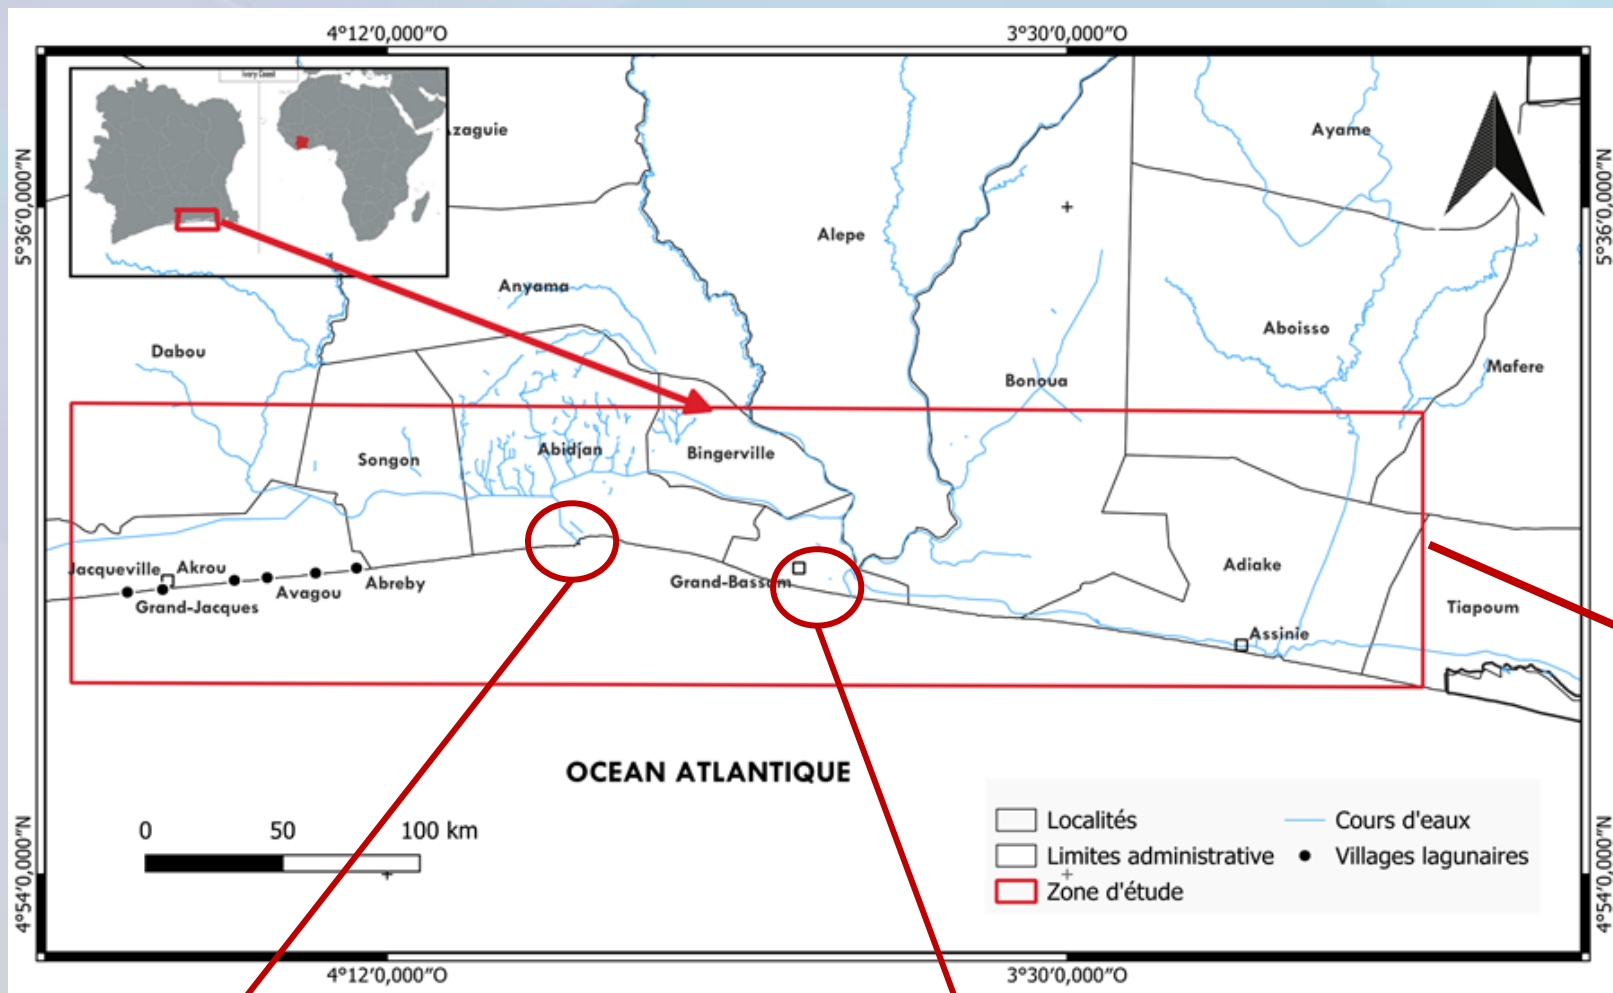 4°12'0,000"O
3°30'0,000"O
Ivory Coast
zaguie
Ayame
5°36'0,000"N
5°36'0,000"N
Alepe
Anyama
Aboisso
Dabou
Mafere
Bonoua
Abidjan
Bingerville
Songon
Adiake
Jacqueville
Akrou
Abreby
Grand-Bassam
Avagou
Grand-Jacques
Tiapoum
Assinie
OCEAN ATLANTIQUE
0 50 100 km
Localités
Cours d'eaux
Limites administrative
Villages lagunaires
Zone d'étude
4°54'0,000"N
4°54'0,000"N
4°12'0,000"O
3°30'0,000"O